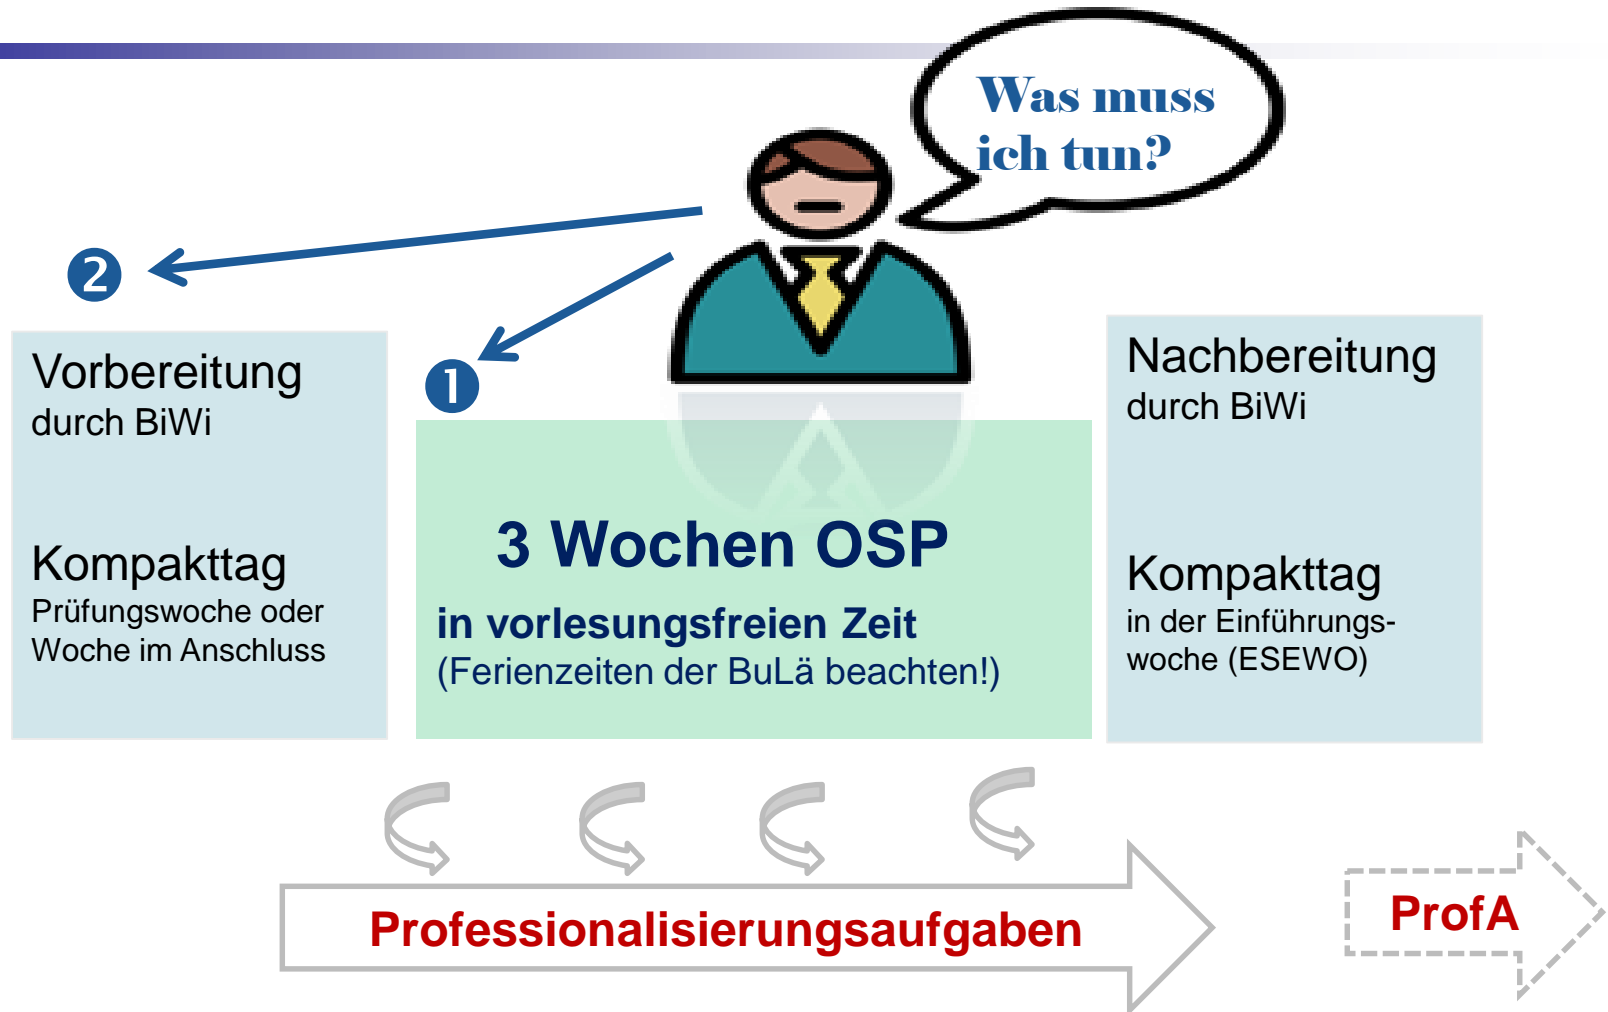 Was muss
ich tun?
2
1
Vorbereitung
durch BiWi
Kompakttag
Prüfungswoche oder
Woche im Anschluss
3 Wochen OSP
in vorlesungsfreien Zeit
(Ferienzeiten der BuLä beachten!)
Nachbereitung
durch BiWi
Kompakttag
in der Einführungs-
woche (ESEWO)
Professionalisierungsaufgaben
ProfA